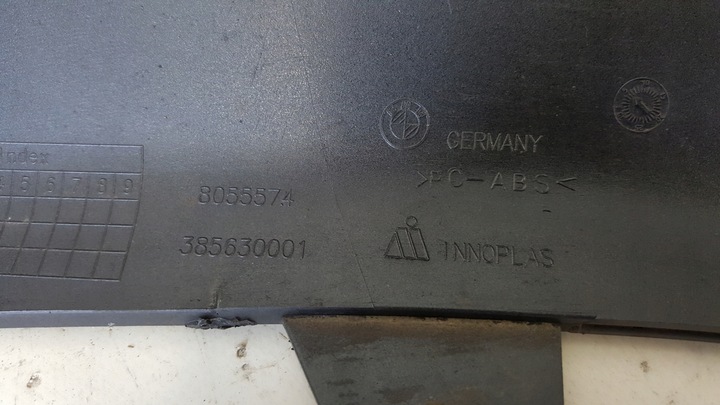 GERMANY
>PC-ABS<
Index
5 6 7 8 9
8055574
385630001
INNOPLAS